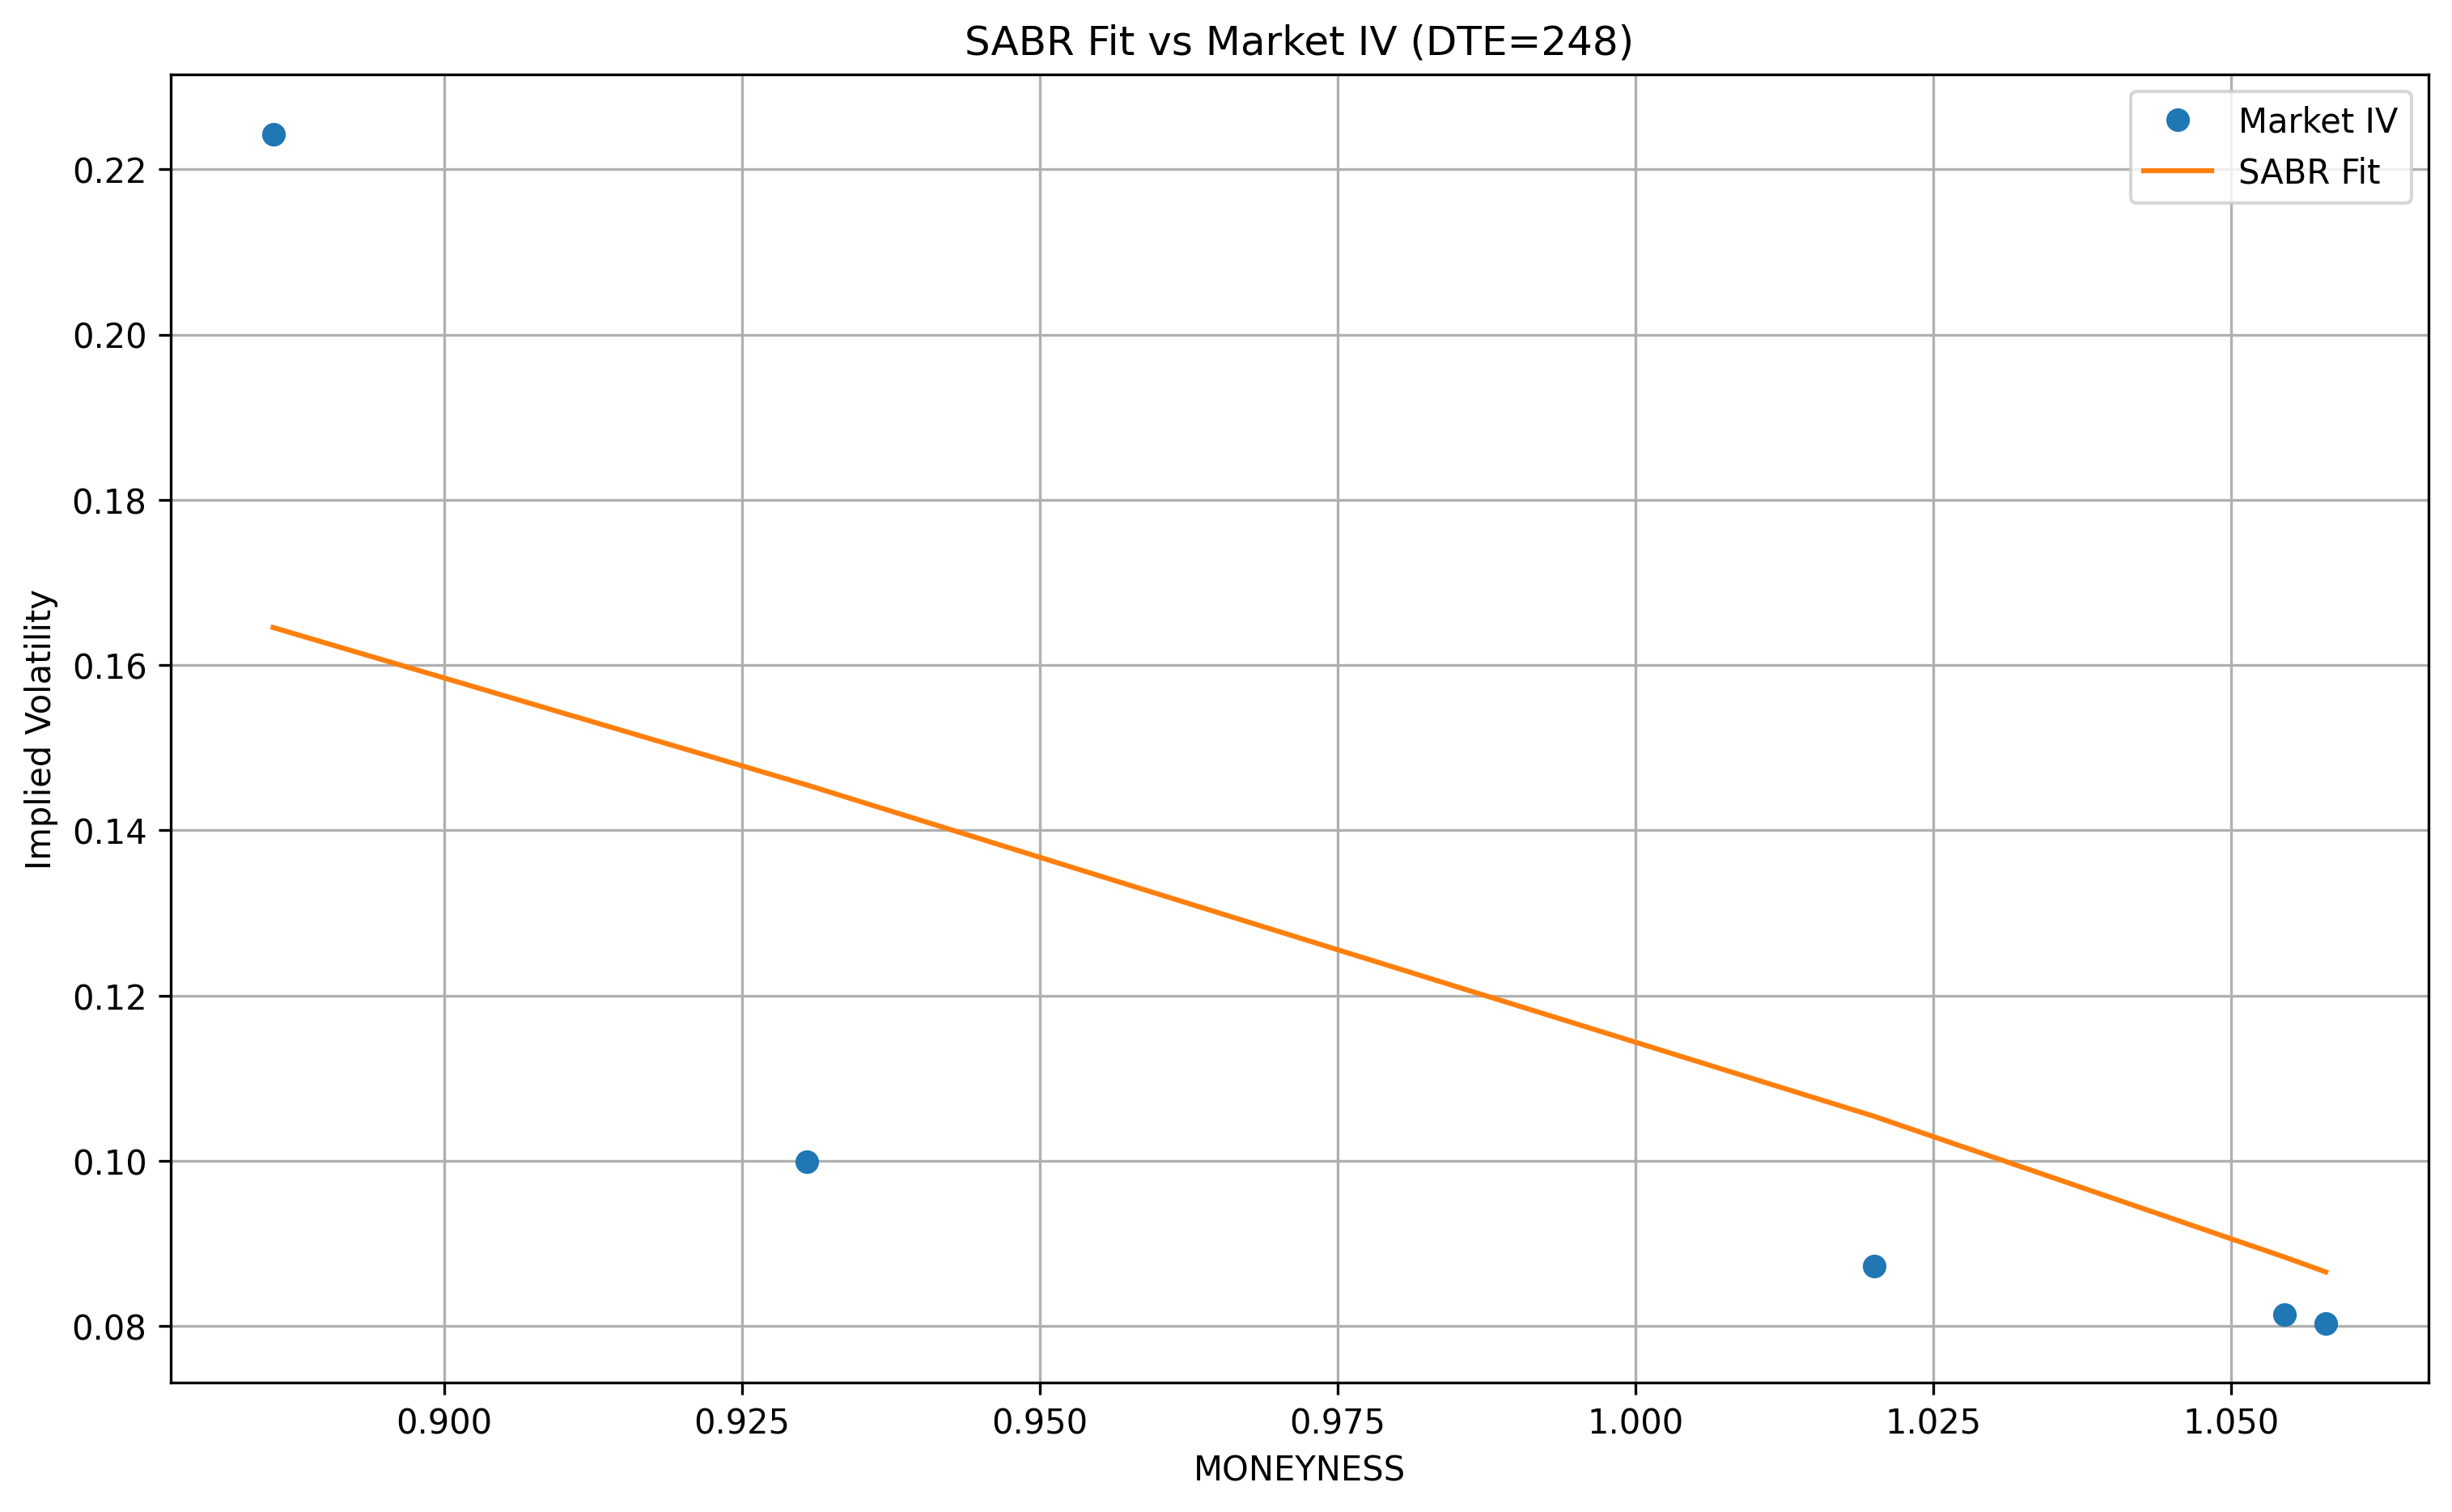 SABR Fit vs Market IV (DTE=248)
Market IV
SABR Fit
Implied Volatility
0.22
0.20
0.18
0.16
0.14
0.12
0.10
0.08
0.900 0.925 0.950 0.975 1.000 1.025 1.050
MONEYNESS